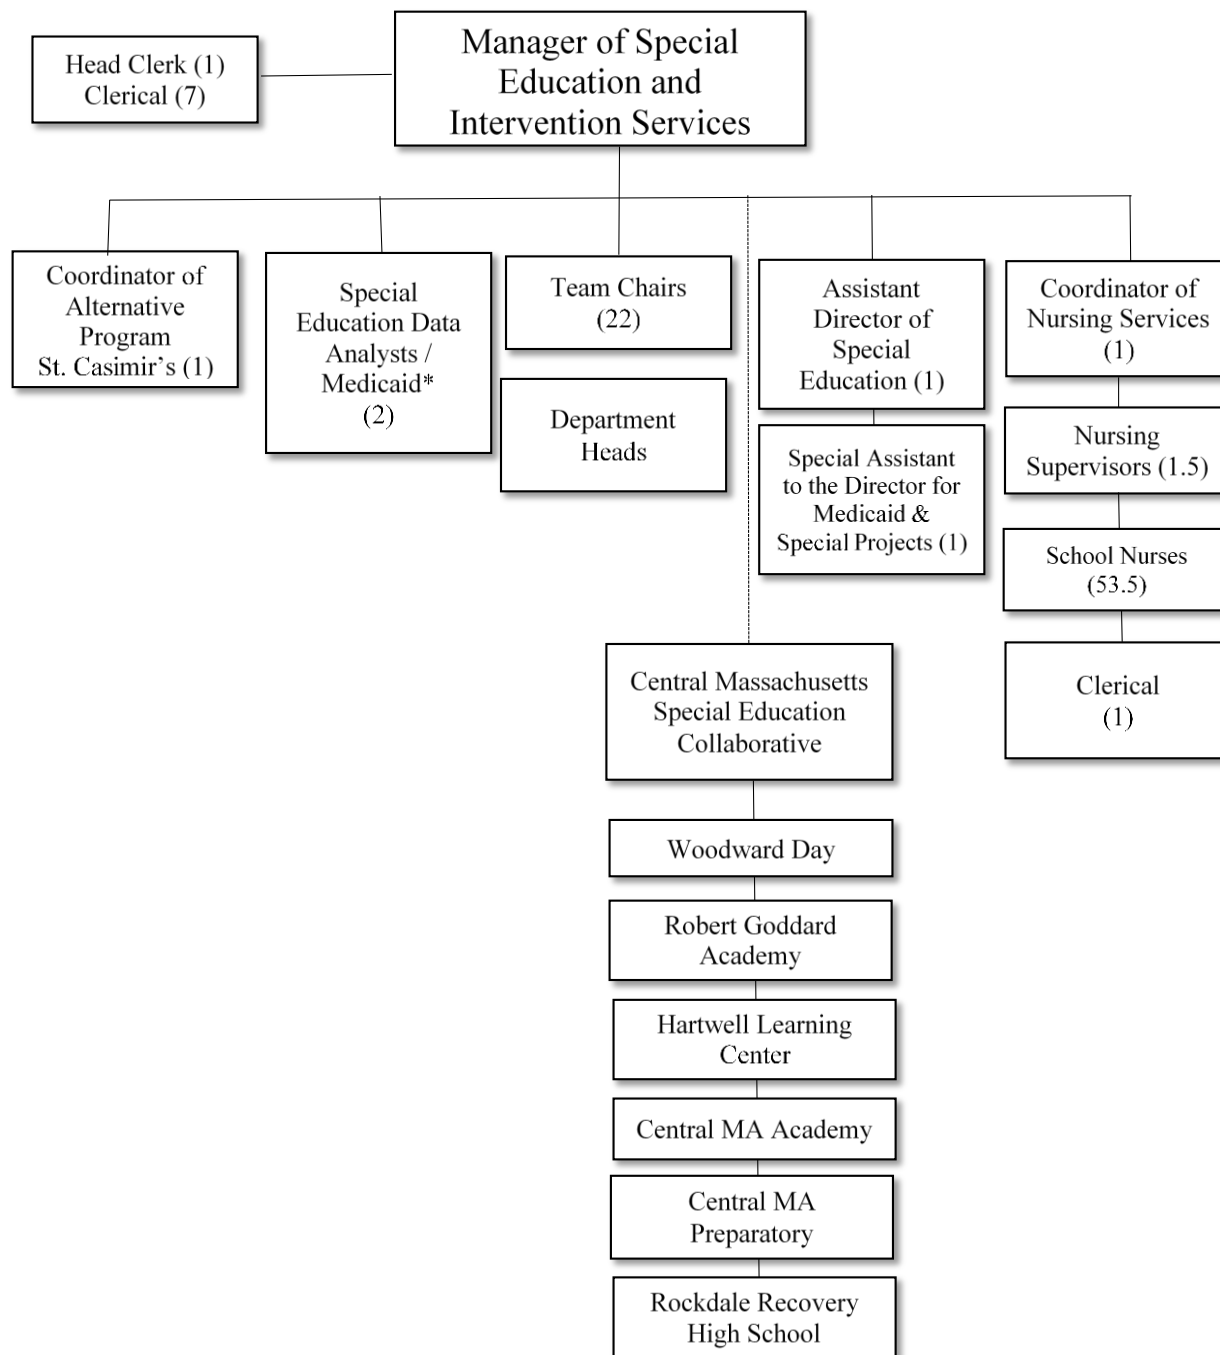 Head Clerk (1)
Clerical (7)
Manager of Special
Education and
Intervention Services
Coordinator of
Alternative
Program
St. Casimir’s (1)
Special
Education Data
Analysts /
Medicaid*
(2)
Team Chairs
(22)
Department
Heads
Assistant
Director of
Special
Education (1)
Special Assistant
to the Director for
Medicaid &
Special Projects (1)
Coordinator of
Nursing Services
(1)
Nursing
Supervisors (1.5)
School Nurses
(53.5)
Clerical
(1)
Central Massachusetts
Special Education
Collaborative
Woodward Day
Robert Goddard
Academy
Hartwell Learning
Center
Central MA Academy
Central MA
Preparatory
Rockdale Recovery
High School